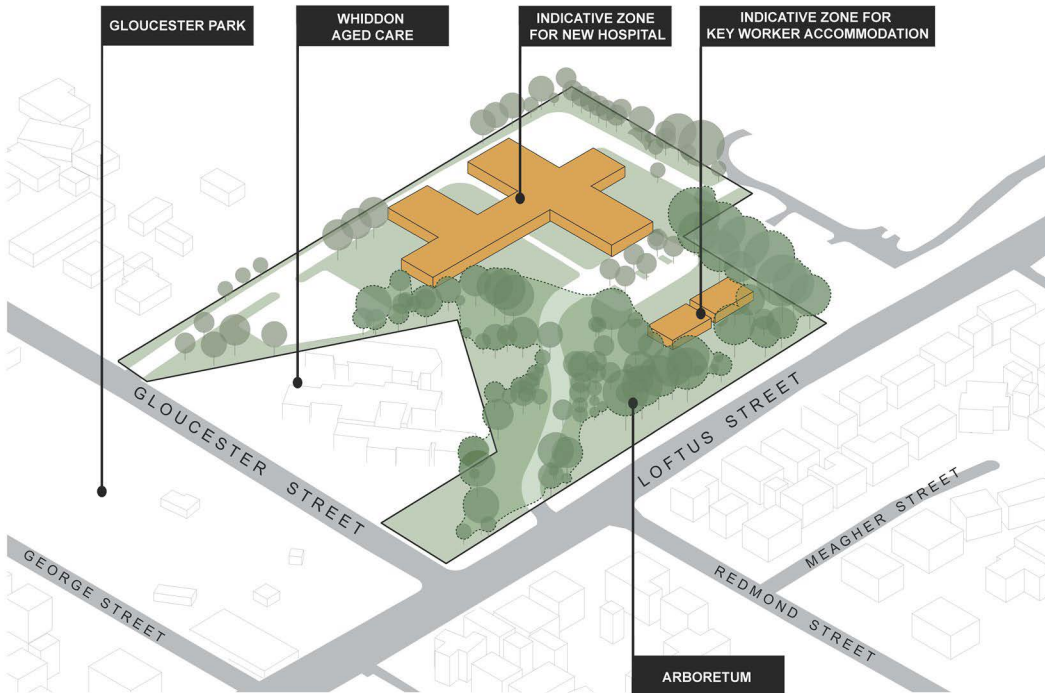 GLOUCESTER PARK
WHIDDON
AGED CARE
INDICATIVE ZONE
FOR NEW HOSPITAL
INDICATIVE ZONE FOR
KEY WORKER ACCOMMODATION
GLOUCESTER STREET
LOFTUS STREET
MEAGHER STREET
GEORGE STREET
REDMOND STREET
ARBORETUM